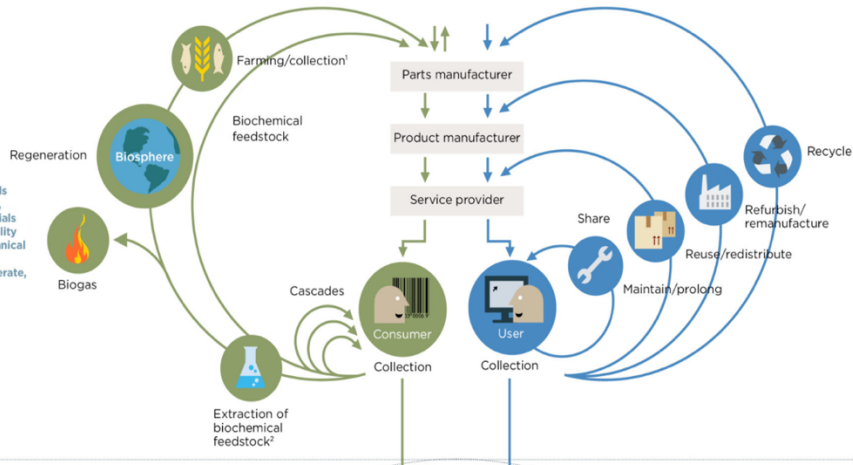 Farming/collection¹
Parts manufacturer
Biochemical
feedstock
Product manufacturer
Regeneration
Biosphere
Recycle
Service provider
Refurbish/
remanufacture
Share
Reuse/redistribute
Biogas
Cascades
Maintain/prolong
Consumer
User
Collection
Collection
Extraction of
biochemical
feedstock²